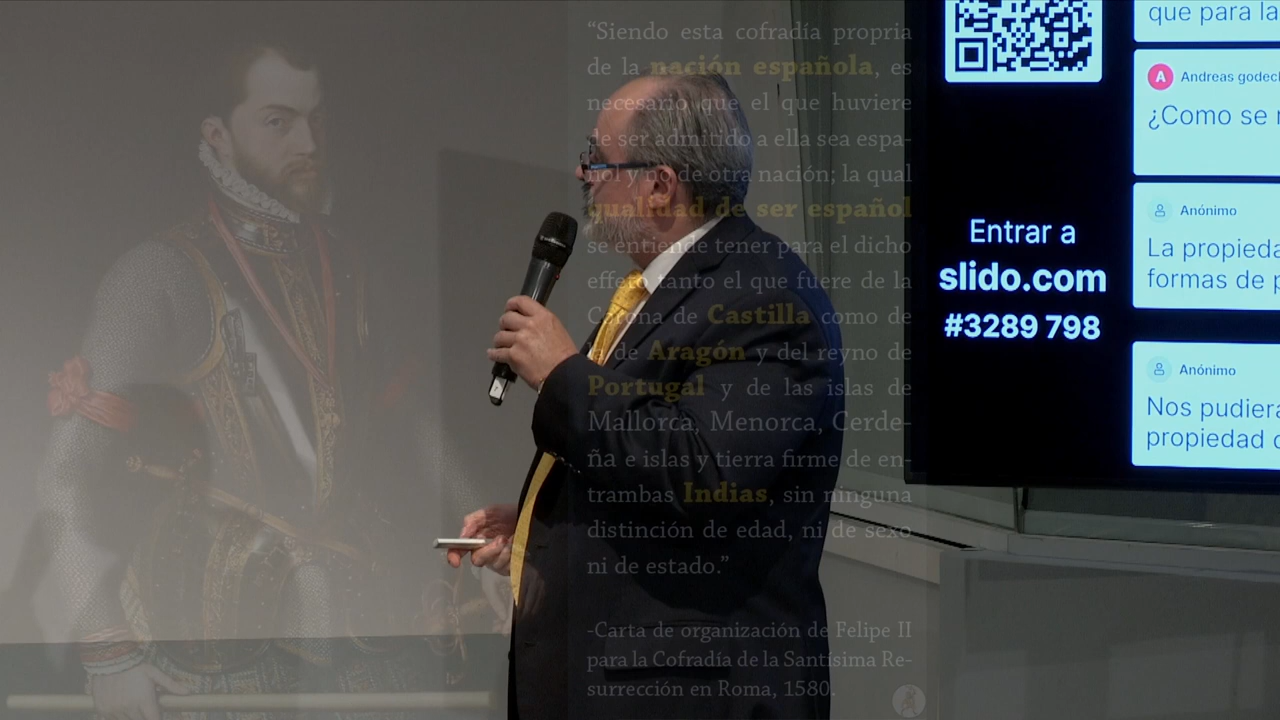 “Siendo esta cofradía propria
de la nación española, es
necesario que el que huviere
de ser admitido a ella sea espa-
ñol y no de otra nación; la qual
qualidad de ser español
se entiende tener para el dicho
effeto tanto el que fuere de la
Carona de Castilla como de
la de Aragón y del reyno de
Portugal y de las islas de
Mallorca, Menorca, Cerde-
ña e islas y tierra firme de en-
trambas Indias, sin ninguna
distinción de edad, ni de sexo
ni de estado.”
-Carta de organización de Felipe II
para la Cofradía de la Santísima Re-
surrección en Roma, 1580.
Entrar a
slido.com
#3289 798
que para la
A
Andreas godec
¿Como se
Anónimo
La propieda
formas de p
Anónimo
Nos pudiera
propiedad